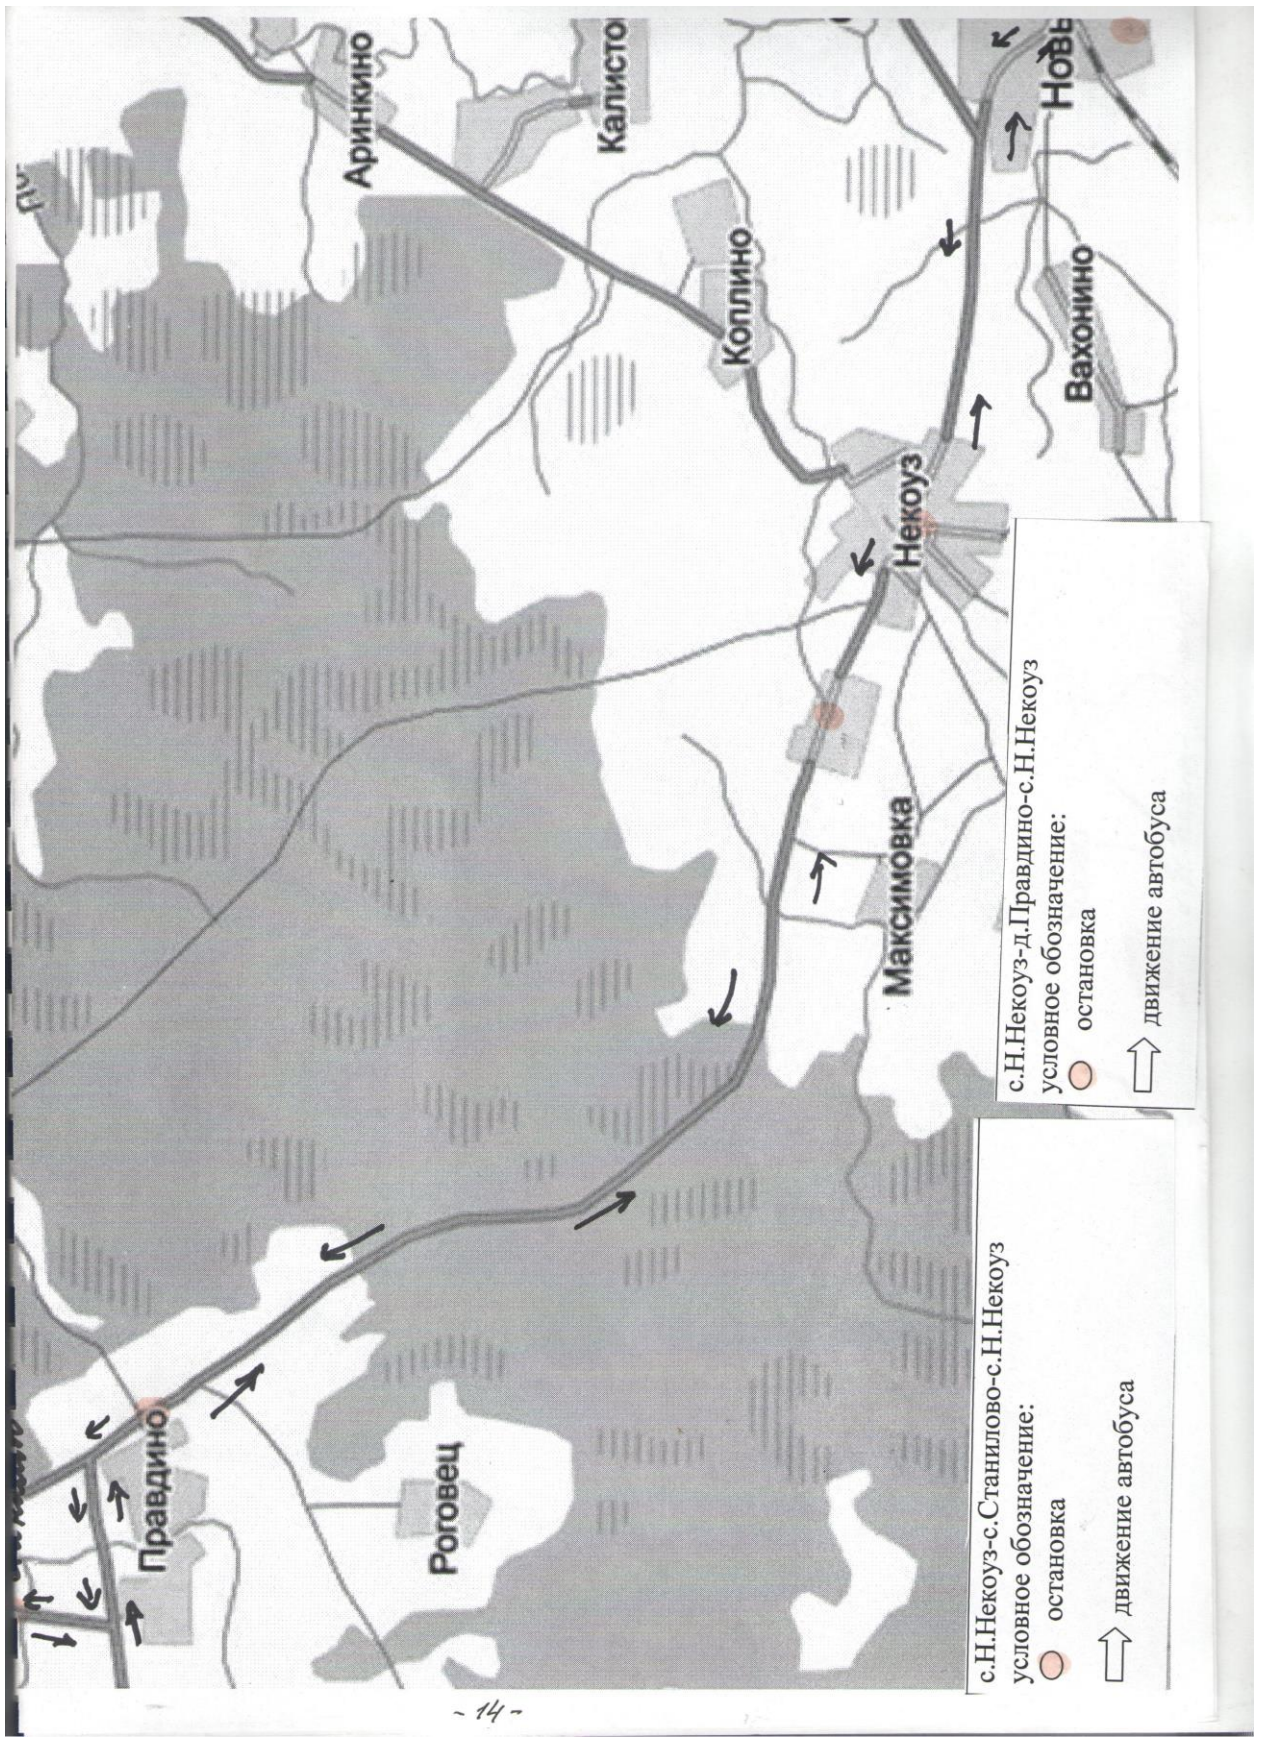 Аринкино
Калисто
Новы
Коплино
Вахонино
Некоуз
Максимовка
Правдино
Роговец
с.Н.Некоуз-д.Правдино-с.Н.Некоуз
условное обозначение:
остановка
движение автобуса
с.Н.Некоуз-с.Станилово-с.Н.Некоуз
условное обозначение:
остановка
движение автобуса
-14-